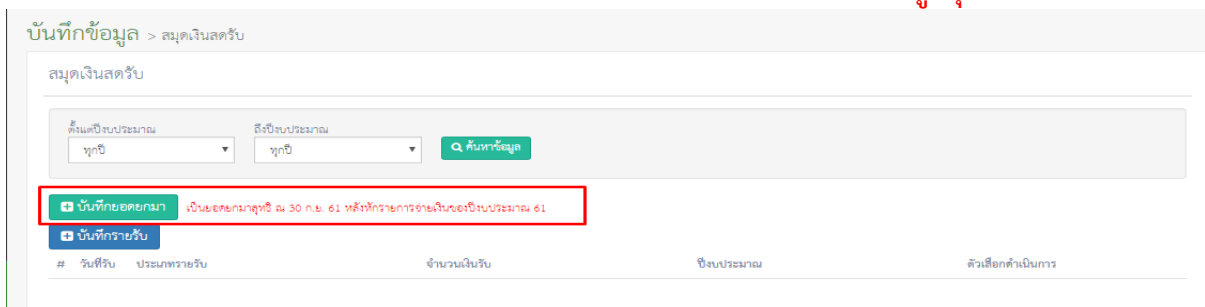 บันทึกข้อมูล > สมุดเงินสดรับ
สมุดเงินสดรับ
ตั้งแต่ปีงบประมาณ ถึงปีงบประมาณ
ทุกปี ทุกปี ค้นหาข้อมูล
บันทึกยอดยกมา เป็นยอดยกมาสุทธิ ณ 30 ก.ย. 61 หลังหักรายการจ่ายเงินของปีงบประมาณ 61
บันทึกรายรับ
# วันที่รับ ประเภทรายรับ จำนวนเงินรับ ปีงบประมาณ ตัวเลือกดำเนินการ